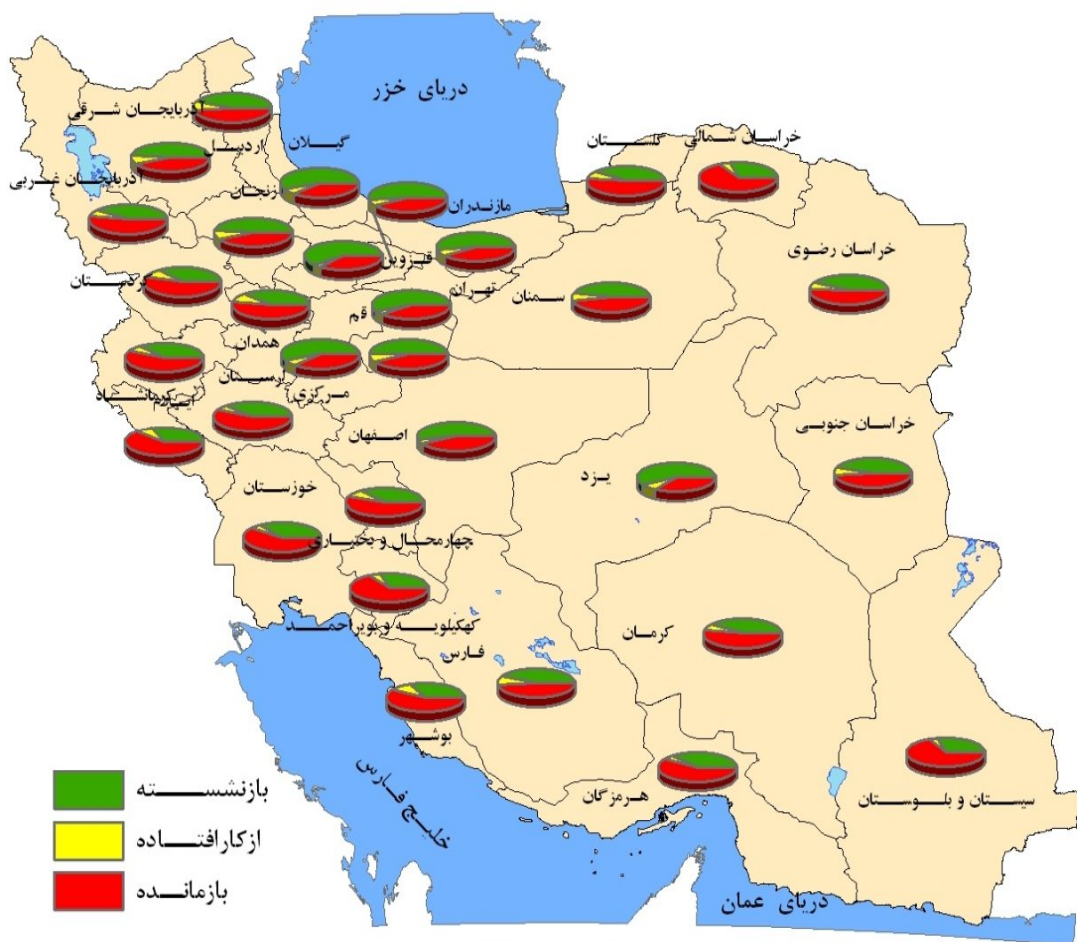 دریای خزر
آذربایجان شرقی
اردبیل
گیلان
گلستان
خراسان شمالی
آذربایجان غربی
زنجان
مازندران
قزوین
خراسان رضوی
کردستان
تهران
سمنان
قم
همدان
لرستان
مرکزی
ایلام
اصفهان
خراسان جنوبی
خوزستان
یزد
چهارمحال و بختیاری
کهکیلویه و بویراحمد
فارس
کرمان
بوشهر
هرمزگان
سیستان و بلوستان
خلیج فارس
دریای عمان
بازنشسته
ازکارافتاده
بازمانده